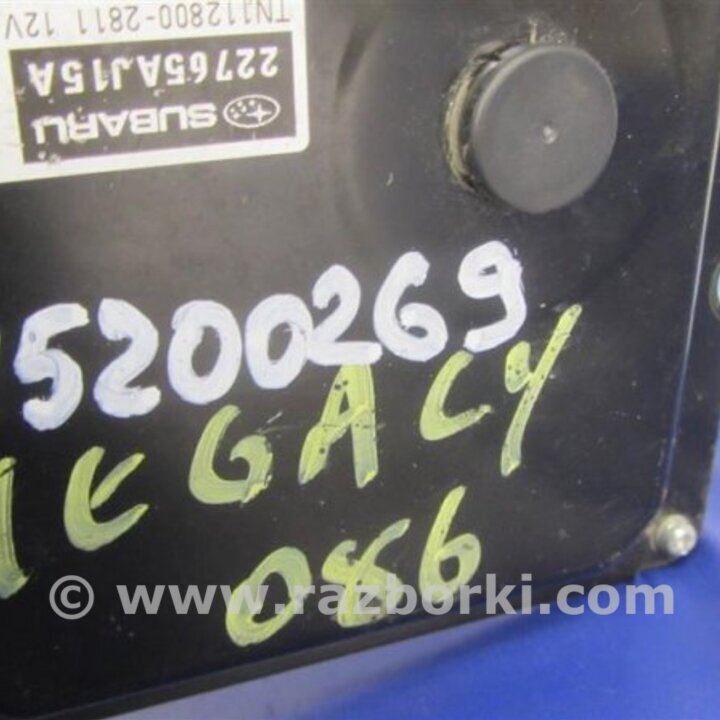 TN112800-2811 12V
22765AJ15A
SUBARU
5200269
LEGACY
086
© www.razborki.com